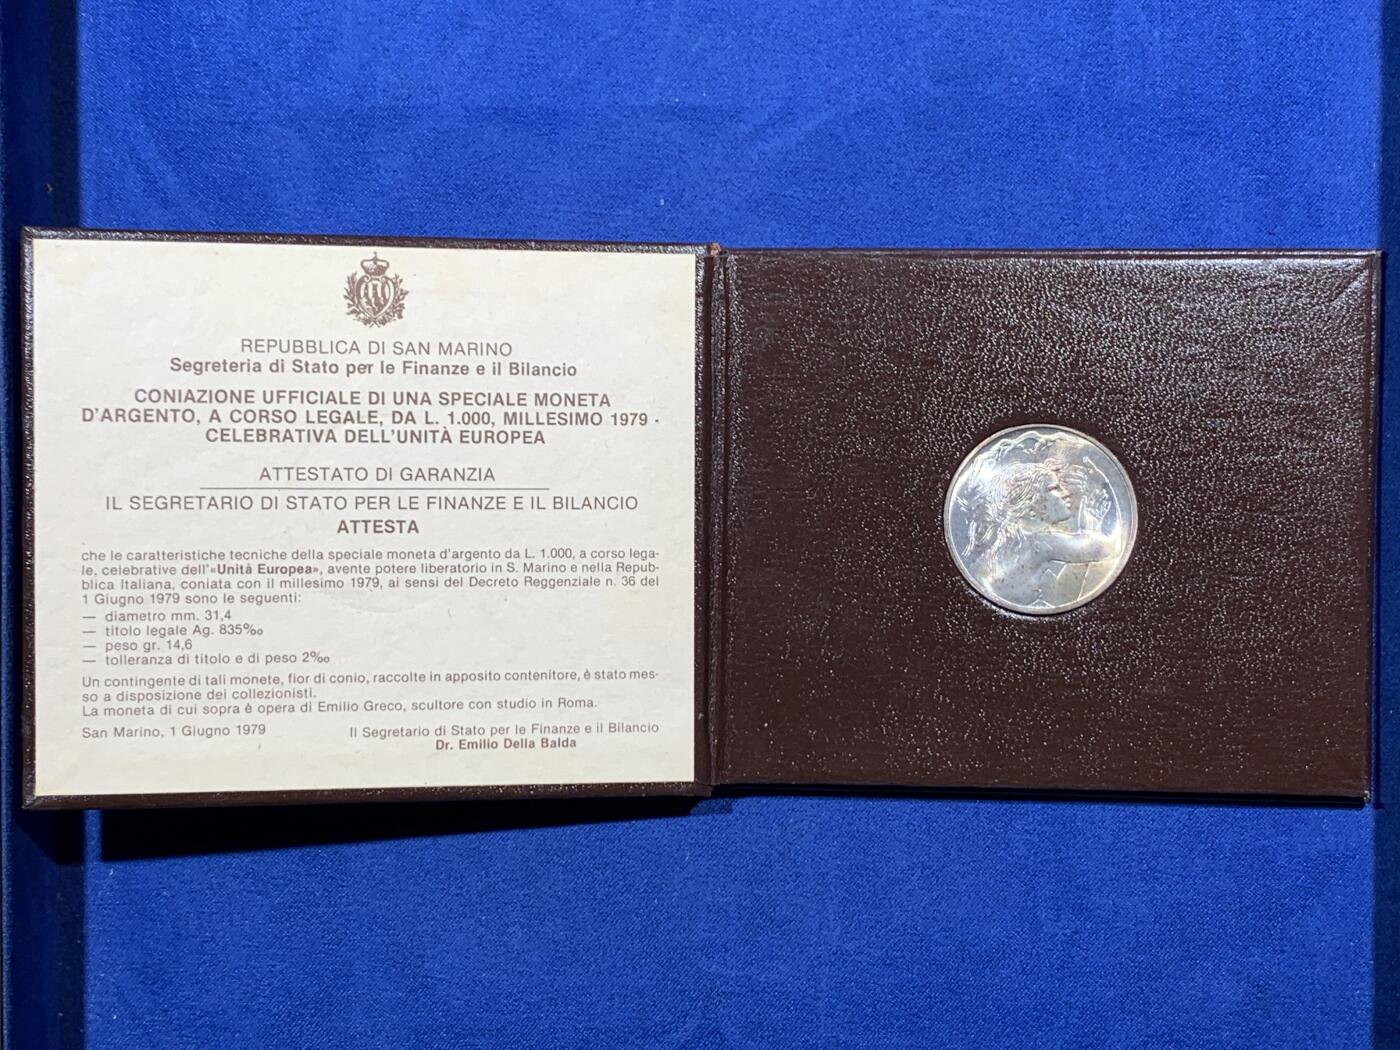 REPUBBLICA DI SAN MARINO
Segreteria di Stato per le Finanze e il Bilancio
CONIAZIONE UFFICIALE DI UNA SPECIALE MONETA
D'ARGENTO, A CORSO LEGALE, DA L. 1.000, MILLESIMO 1979 -
CELEBRATIVA DELL'UNITÀ EUROPEA
ATTESTATO DI GARANZIA
IL SEGRETARIO DI STATO PER LE FINANZE E IL BILANCIO
ATTESTA
che le caratteristiche tecniche della speciale moneta d'argento da L. 1.000, a corso lega-
le, celebrative dell'«Unità Europea», avente potere liberatorio in S. Marino e nella Repub-
blica Italiana, coniata con il millesimo 1979, ai sensi del Decreto Reggenziale n. 36 del
1 Giugno 1979 sono le seguenti:
— diametro mm. 31,4
— titolo legale Ag. 835‰
— peso gr. 14,6
— tolleranza di titolo e di peso 2‰
Un contingente di tali monete, fior di conio, raccolte in apposito contenitore, è stato mes-
so a disposizione dei collezionisti.
La moneta di cui sopra è opera di Emilio Greco, scultore con studio in Roma.
San Marino, 1 Giugno 1979
Il Segretario di Stato per le Finanze e il Bilancio
Dr. Emilio Della Balda